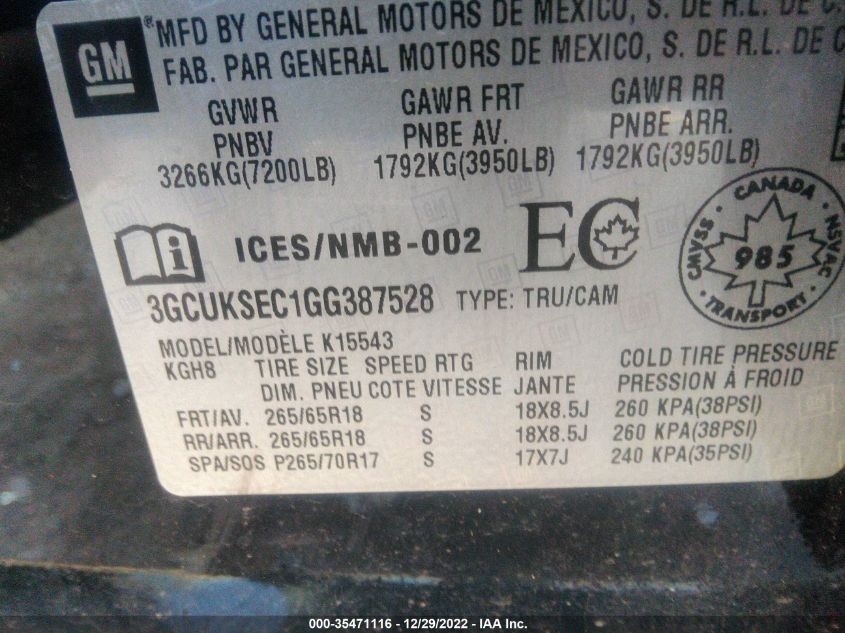 GM
®MFD BY GENERAL MOTORS DE MEXICO, S. DE R.L. DE C.
FAB. PAR GENERAL MOTORS DE MEXICO, S. DE R.L. DE C
GVWR GAWR FRT GAWR RR
PNBV PNBE AV. PNBE ARR.
3266KG(7200LB) 1792KG(3950LB) 1792KG(3950LB)
i ICES/NMB-002 EC
CANADA
CMVSS 985 NSVAC
TRANSPORT
3GCUKSEC1GG387528 TYPE: TRU/CAM
MODEL/MODÈLE K15543
KGH8 TIRE SIZE SPEED RTG RIM COLD TIRE PRESSURE
DIM. PNEU COTE VITESSE JANTE PRESSION À FROID
FRT/AV. 265/65R18 S 18X8.5J 260 KPA(38PSI)
RR/ARR. 265/65R18 S 18X8.5J 260 KPA(38PSI)
SPA/SOS P265/70R17 S 17X7J 240 KPA(35PSI)
000-35471116 - 12/29/2022 - IAA Inc.